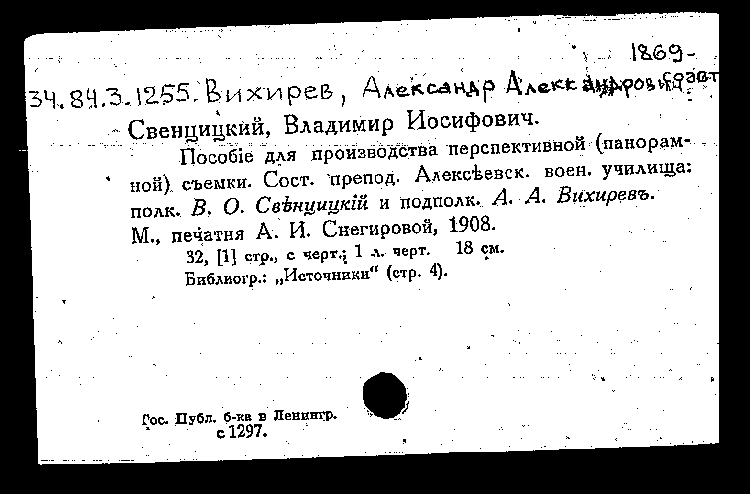 1869-
34.84.3.1255. Вихирев, Александр Александрович. соавт
Свенцицкий, Владимир Иосифович.
Пособіе для производства перспективной (панорам-
ной) съемки. Сост. препод. Алексѣевск. воен. училища:
полк. В. О. Свѣнцицкій и подполк. А. А. Вихиревъ.
М., печатня А. И. Снегировой, 1908.
32, [1] стр., с черт.; 1 л. черт. 18 см.
Библиогр.: „Источники“ (стр. 4).
Гос. Публ. б-ка в Ленингр.
с 1297.